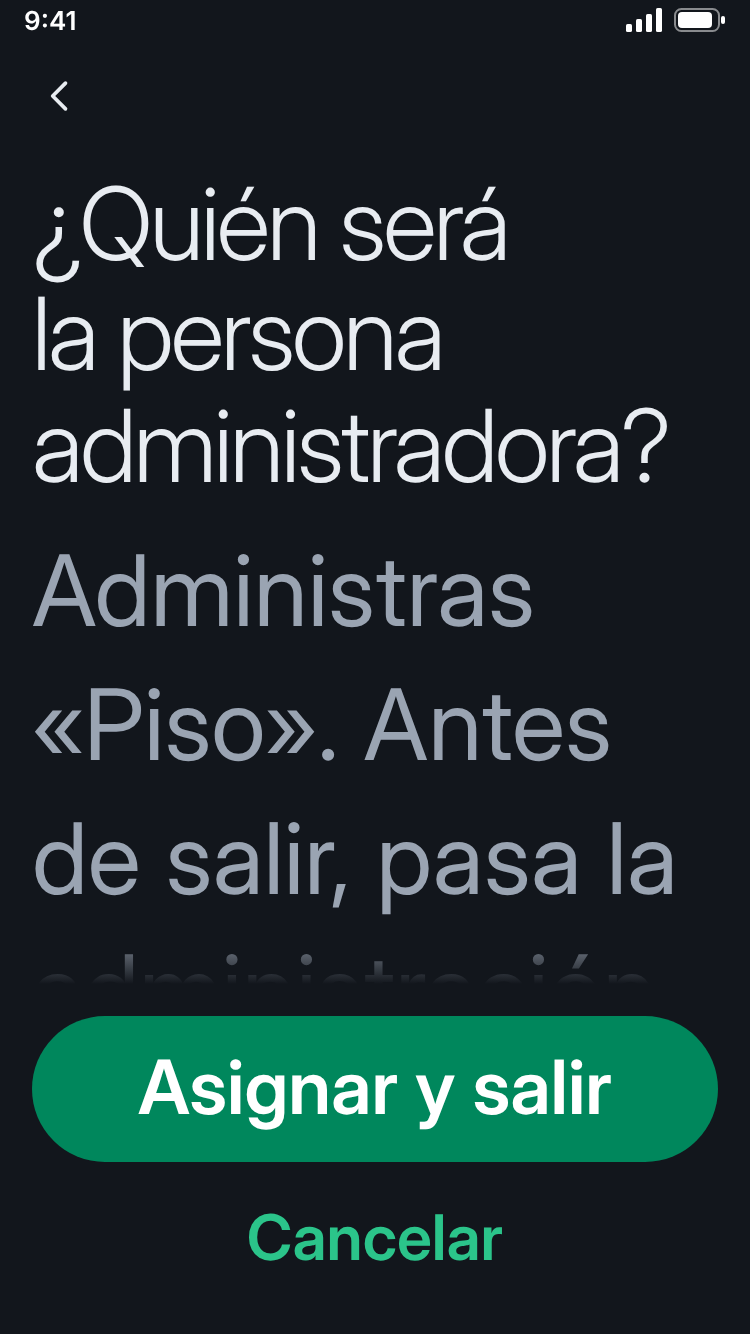 9:41
¿Quién será
la persona
administradora?
Administras
«Piso». Antes
de salir, pasa la
Asignar y salir
Cancelar